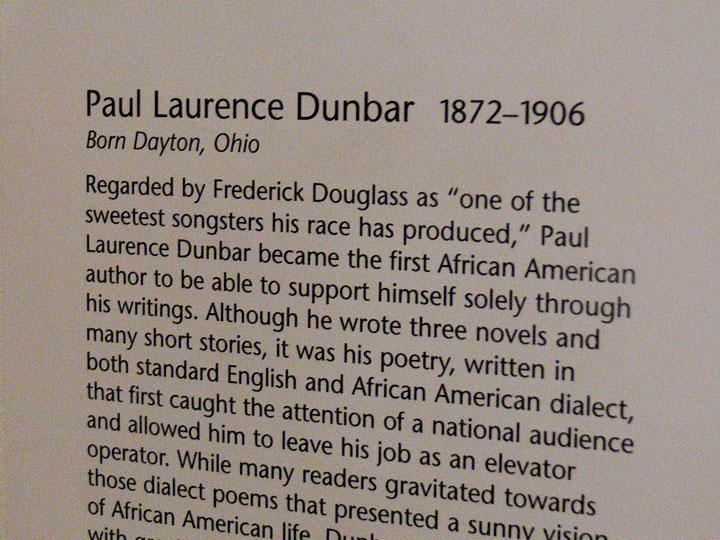 Paul Laurence Dunbar 1872–1906
Born Dayton, Ohio
Regarded by Frederick Douglass as “one of the
sweetest songsters his race has produced,” Paul
Laurence Dunbar became the first African American
author to be able to support himself solely through
his writings. Although he wrote three novels and
many short stories, it was his poetry, written in
both standard English and African American dialect,
that first caught the attention of a national audience
and allowed him to leave his job as an elevator
operator. While many readers gravitated towards
those dialect poems that presented a sunny vision
of African American life, Dunb
with